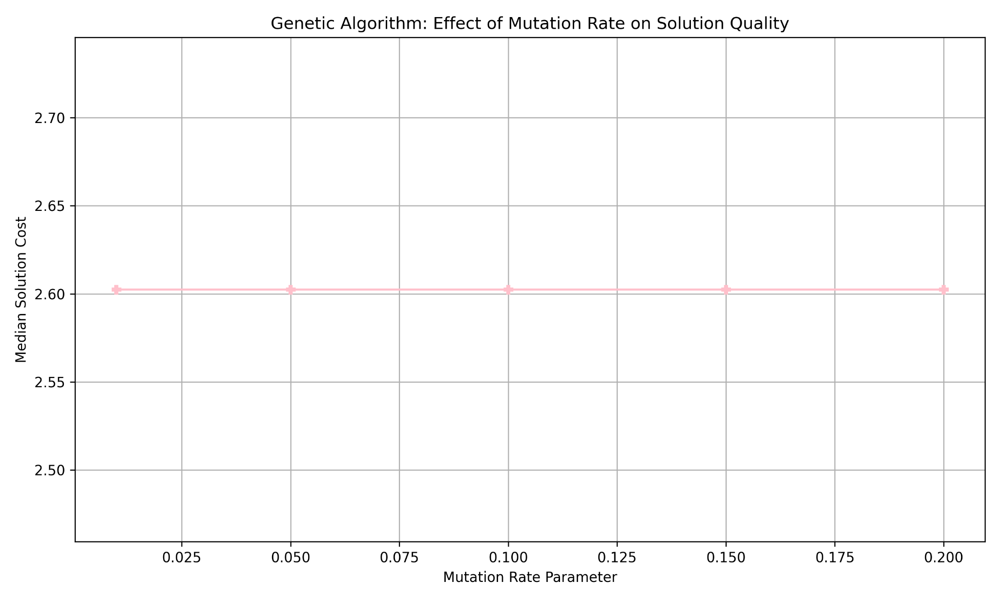 Genetic Algorithm: Effect of Mutation Rate on Solution Quality
Median Solution Cost
2.70
2.65
2.60
2.55
2.50
0.025 0.050 0.075 0.100 0.125 0.150 0.175 0.200
Mutation Rate Parameter